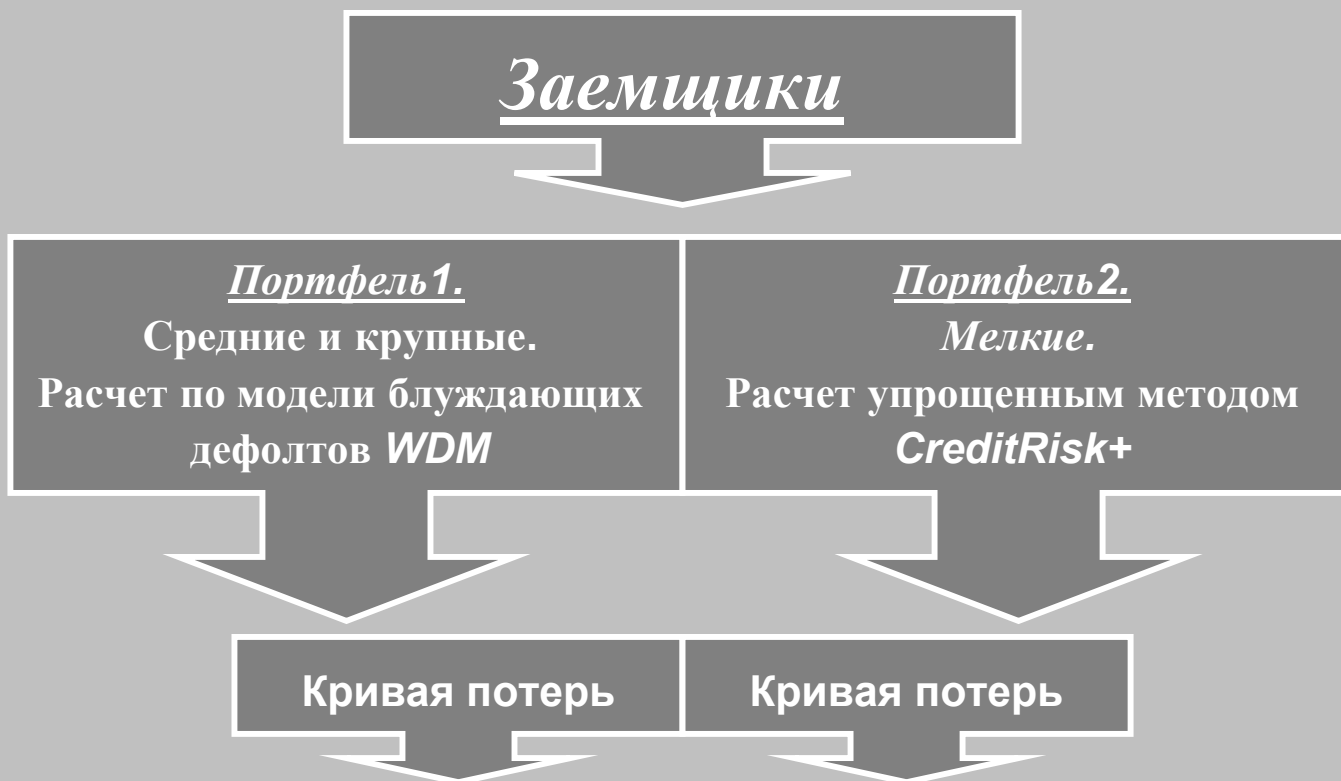 Заемщики
Портфель1.
Средние и крупные.
Расчет по модели блуждающих
дефолтов WDM
Портфель2.
Мелкие.
Расчет упрощенным методом
CreditRisk+
Кривая потерь
Кривая потерь